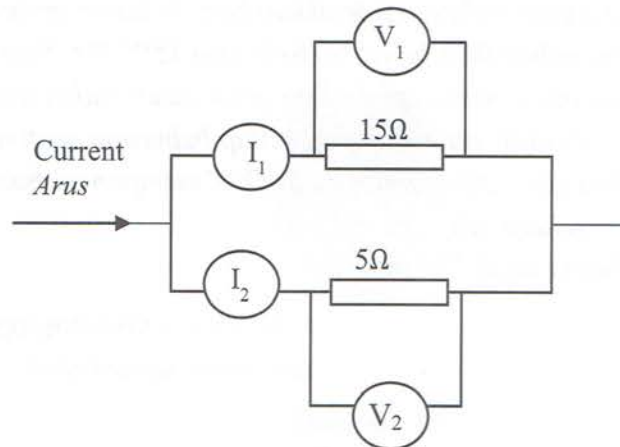 V₁
15Ω
Current
I₁
Arus
5Ω
I₂
V₂